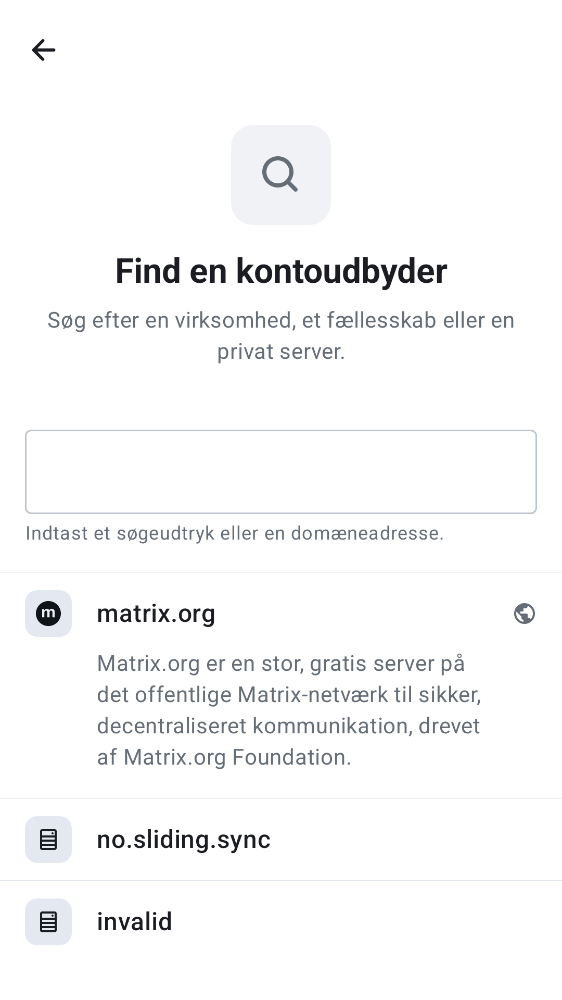 Find en kontoudbyder
Søg efter en virksomhed, et fællesskab eller en
privat server.
Indtast et søgeudtryk eller en domæneadresse.
m
matrix.org
Matrix.org er en stor, gratis server på
det offentlige Matrix-netværk til sikker,
decentraliseret kommunikation, drevet
af Matrix.org Foundation.
no.sliding.sync
invalid